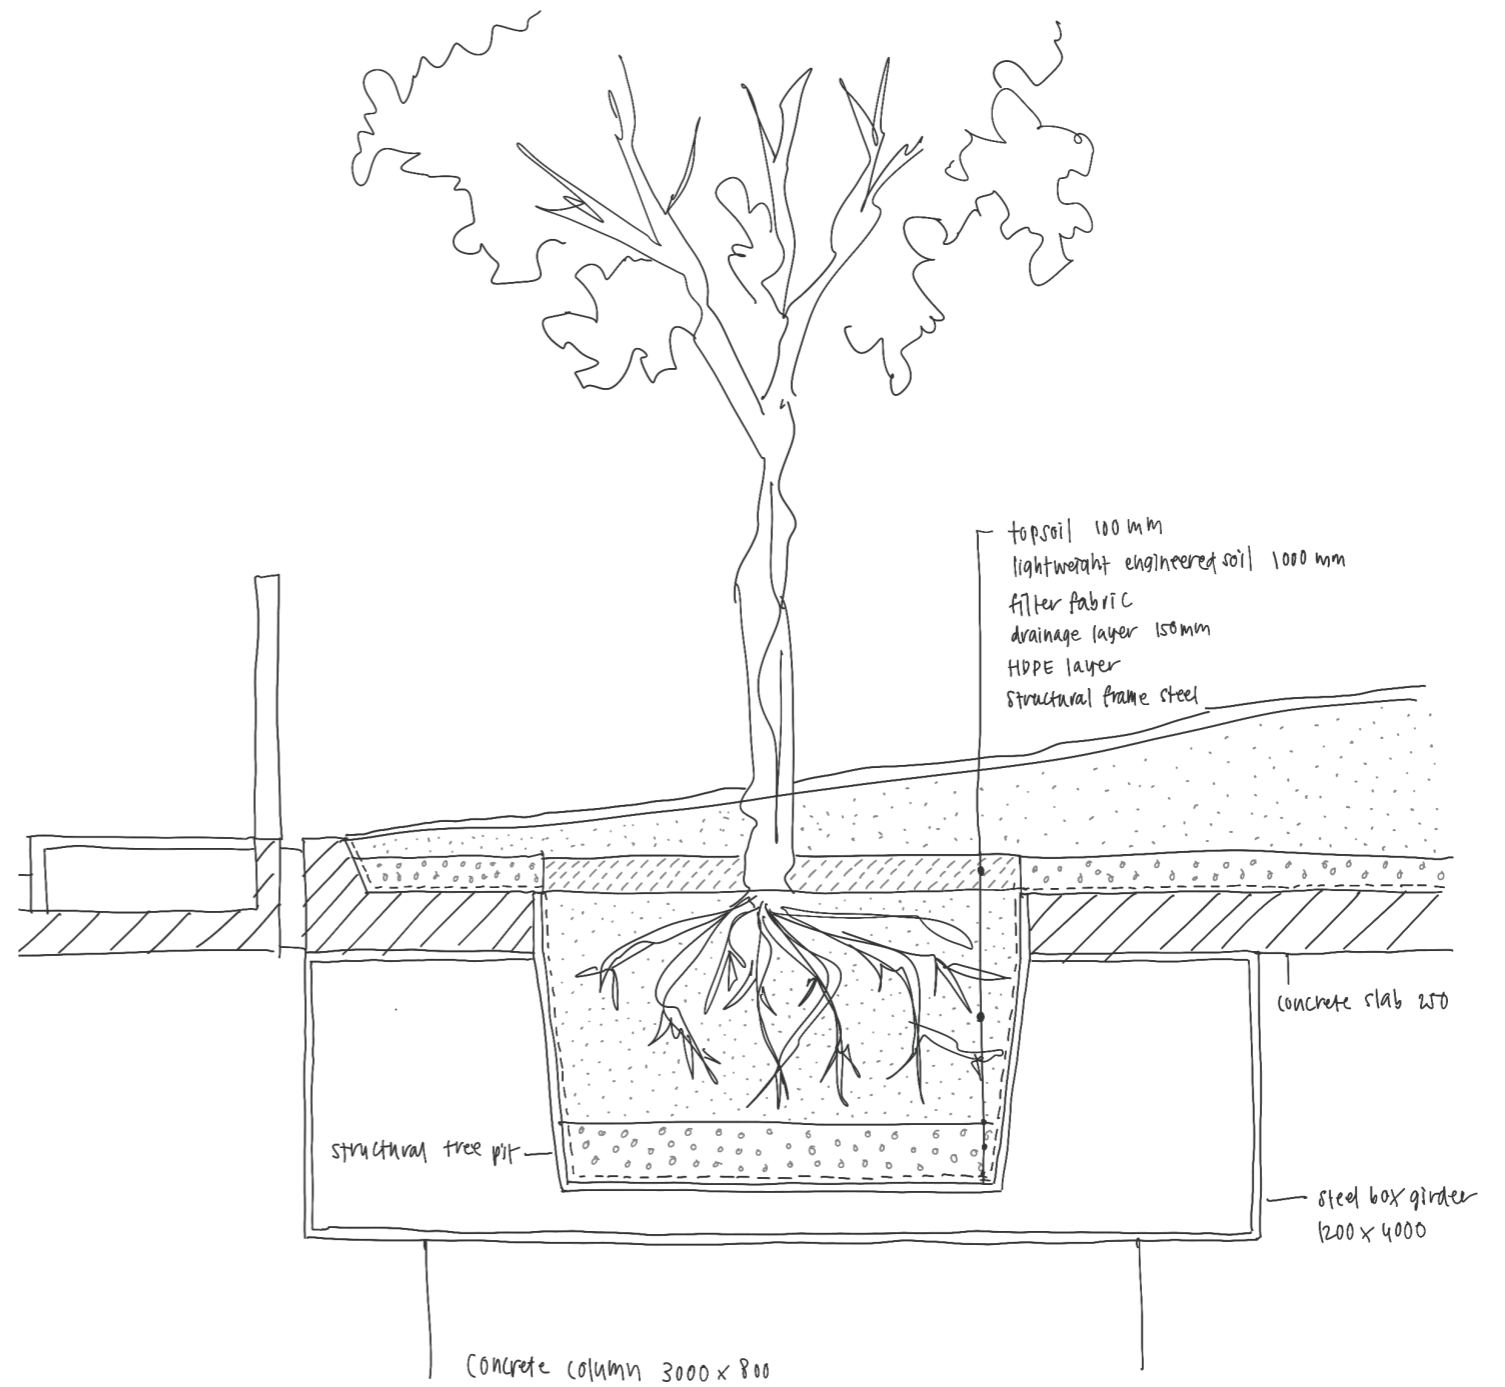 topsoil 100 mm
lightweight engineered soil 1000 mm
filter fabric
drainage layer 150mm
HDPE layer
structural frame steel
concrete slab 250
structural tree pit
steel box girder
1200 x 4000
concrete column 3000 x 800